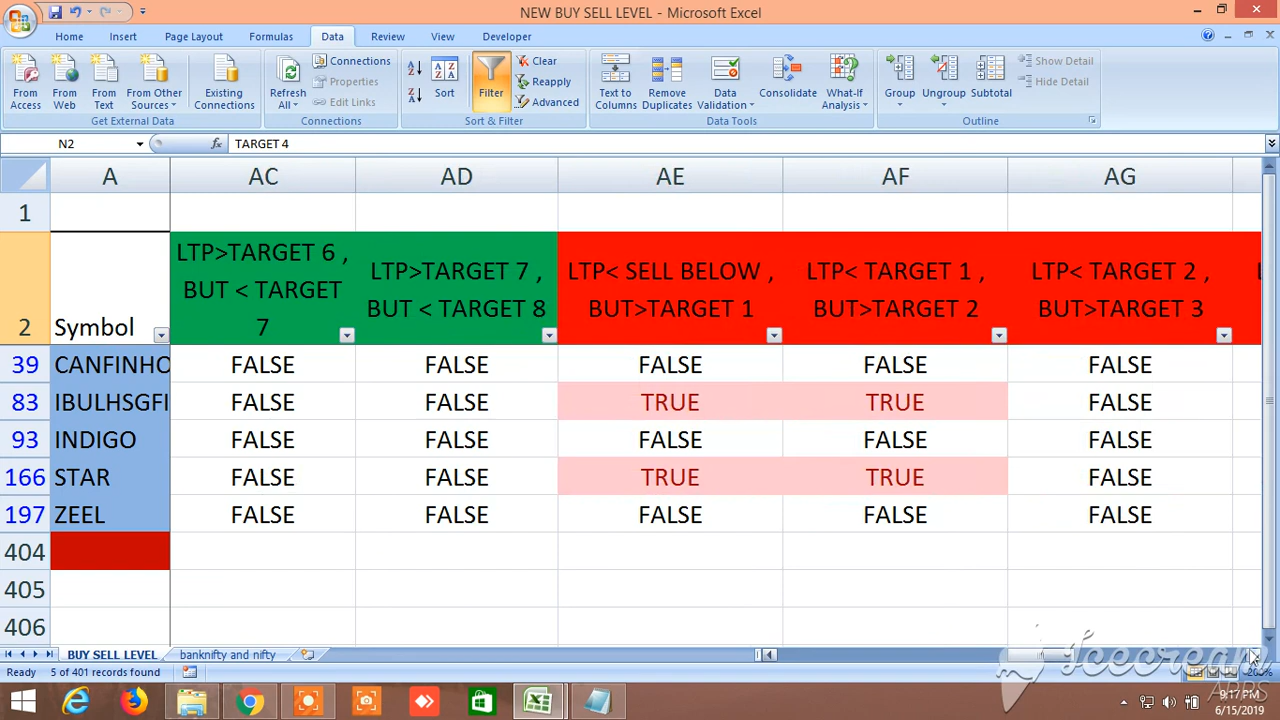 NEW BUY SELL LEVEL - Microsoft Excel
Home Insert Page Layout Formulas Data Review View Developer
From Access
From Web
From Text
From Other Sources
Existing Connections
Get External Data
Refresh All
Connections
Properties
Edit Links
Connections
Sort
Filter
Clear
Reapply
Advanced
Sort & Filter
Text to Columns
Remove Duplicates
Data Validation
Consolidate
What-If Analysis
Data Tools
Group
Ungroup
Subtotal
Show Detail
Hide Detail
Outline
N2 fx TARGET 4
A AC AD AE AF AG
1
2 Symbol
LTP>TARGET 6 ,
BUT < TARGET
7
LTP>TARGET 7 ,
BUT < TARGET 8
LTP< SELL BELOW ,
BUT>TARGET 1
LTP< TARGET 1 ,
BUT>TARGET 2
LTP< TARGET 2 ,
BUT>TARGET 3
39 CANFINHO FALSE FALSE FALSE FALSE FALSE
83 IBULHSGFI FALSE FALSE TRUE TRUE FALSE
93 INDIGO FALSE FALSE FALSE FALSE FALSE
166 STAR FALSE FALSE TRUE TRUE FALSE
197 ZEEL FALSE FALSE FALSE FALSE FALSE
404
405
406
BUY SELL LEVEL banknifty and nifty
Ready 5 of 401 records found 200%
Icecream
APPS
9:17 PM
6/15/2019